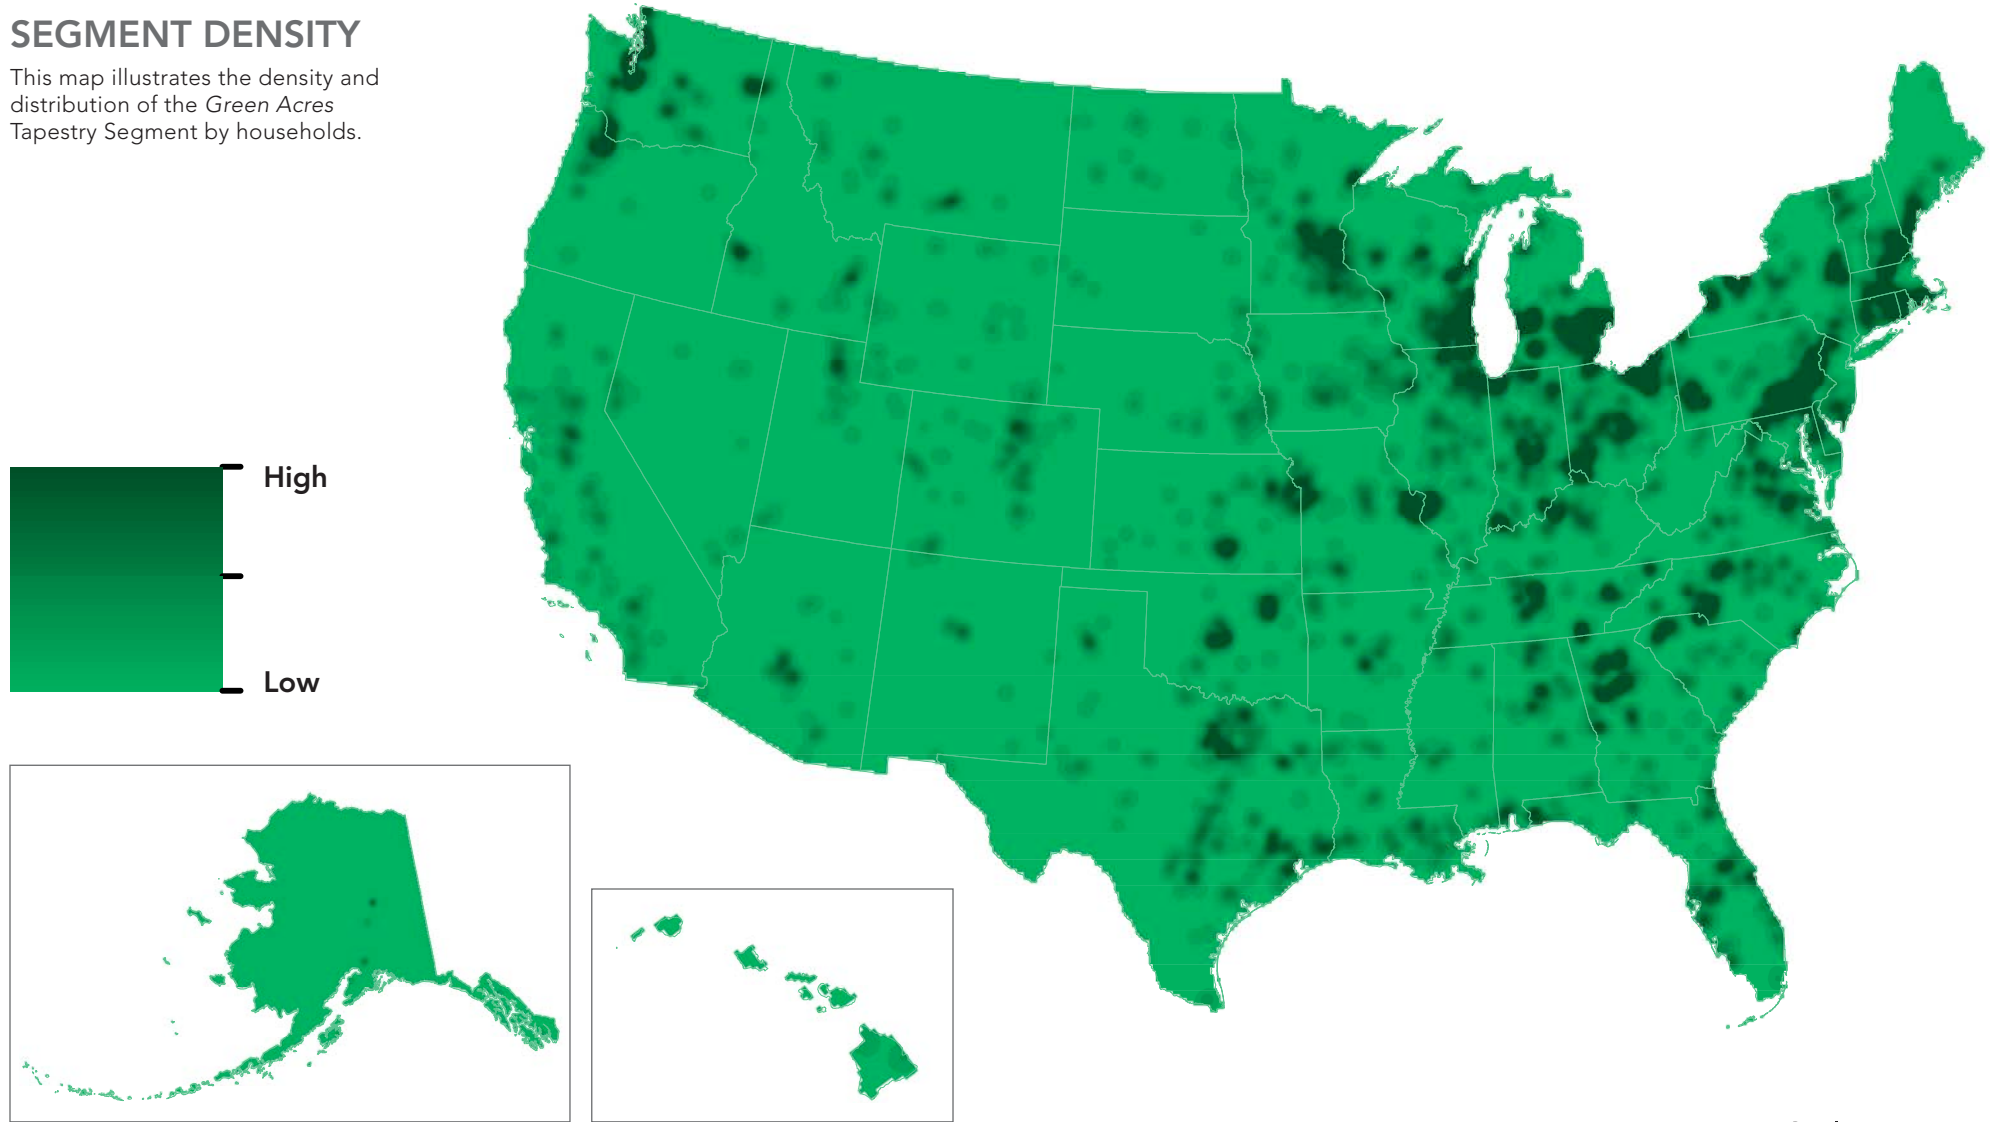 SEGMENT DENSITY
This map illustrates the density and
distribution of the Green Acres
Tapestry Segment by households.
High
Low